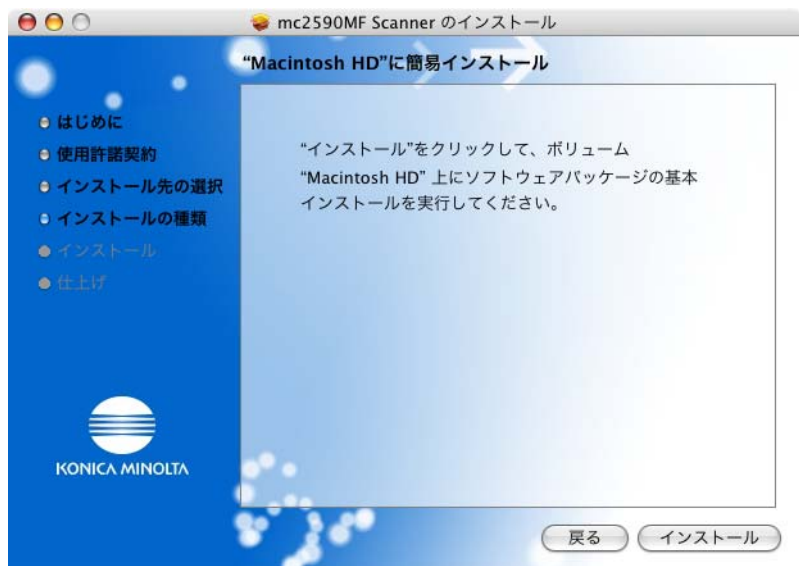 mc2590MF Scanner のインストール
“Macintosh HD”に簡易インストール
はじめに
使用許諾契約
インストール先の選択
インストールの種類
インストール
仕上げ
“インストール”をクリックして、ボリューム
“Macintosh HD” 上にソフトウェアパッケージの基本
インストールを実行してください。
KONICA MINOLTA
戻る
インストール